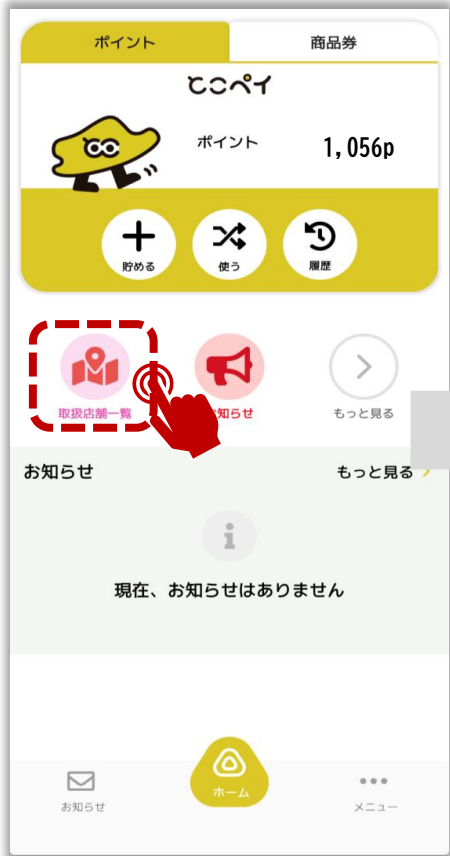 ポイント
商品券
とこペイ
ポイント
1,056p
貯める
使う
履歴
取扱店舗一覧
お知らせ
もっと見る
お知らせ
もっと見る
現在、お知らせはありません
お知らせ
ホーム
メニュー